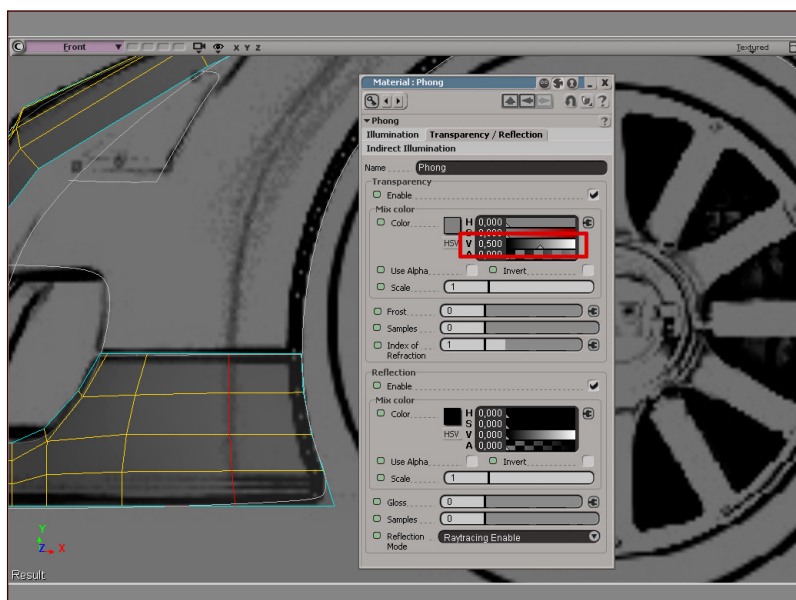 C Front X Y Z Textured
Material : Phong
Phong ?
Illumination Transparency / Reflection
Indirect Illumination
Name Phong
Transparency
Enable
Mix color
Color H 0,000
HSV V 0,500
A 0,000
Use Alpha Invert
Scale 1
Frost 0
Samples 0
Index of 1
Refraction
Reflection
Enable
Mix color
Color H 0,000
S 0,000
HSV V 0,000
A 0,000
Use Alpha Invert
Scale 1
Gloss 0
Samples 0
Reflection Raytracing Enable
Mode
Y
Z X
Result